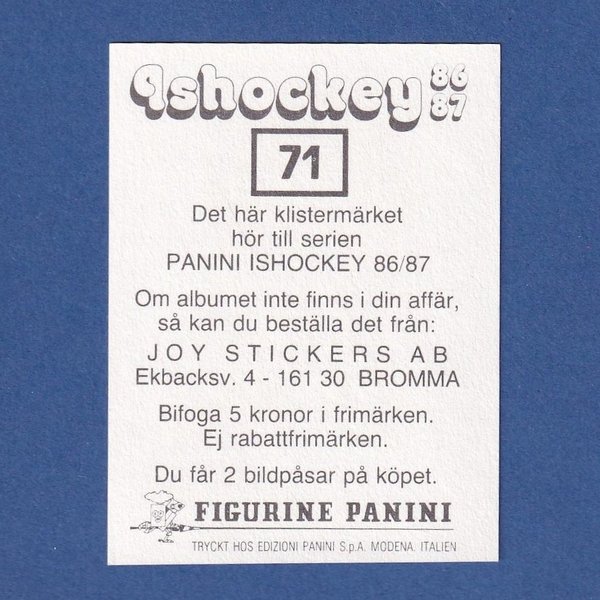 Ishockey 86 87
71
Det här klistermärket
hör till serien
PANINI ISHOCKEY 86/87
Om albumet inte finns i din affär,
så kan du beställa det från:
JOY STICKERS AB
Ekbacksv. 4 - 161 30 BROMMA
Bifoga 5 kronor i frimärken.
Ej rabattfrimärken.
Du får 2 bildpåsar på köpet.
FIGURINE PANINI
TRYCKT HOS EDIZIONI PANINI S.p.A. MODENA. ITALIEN